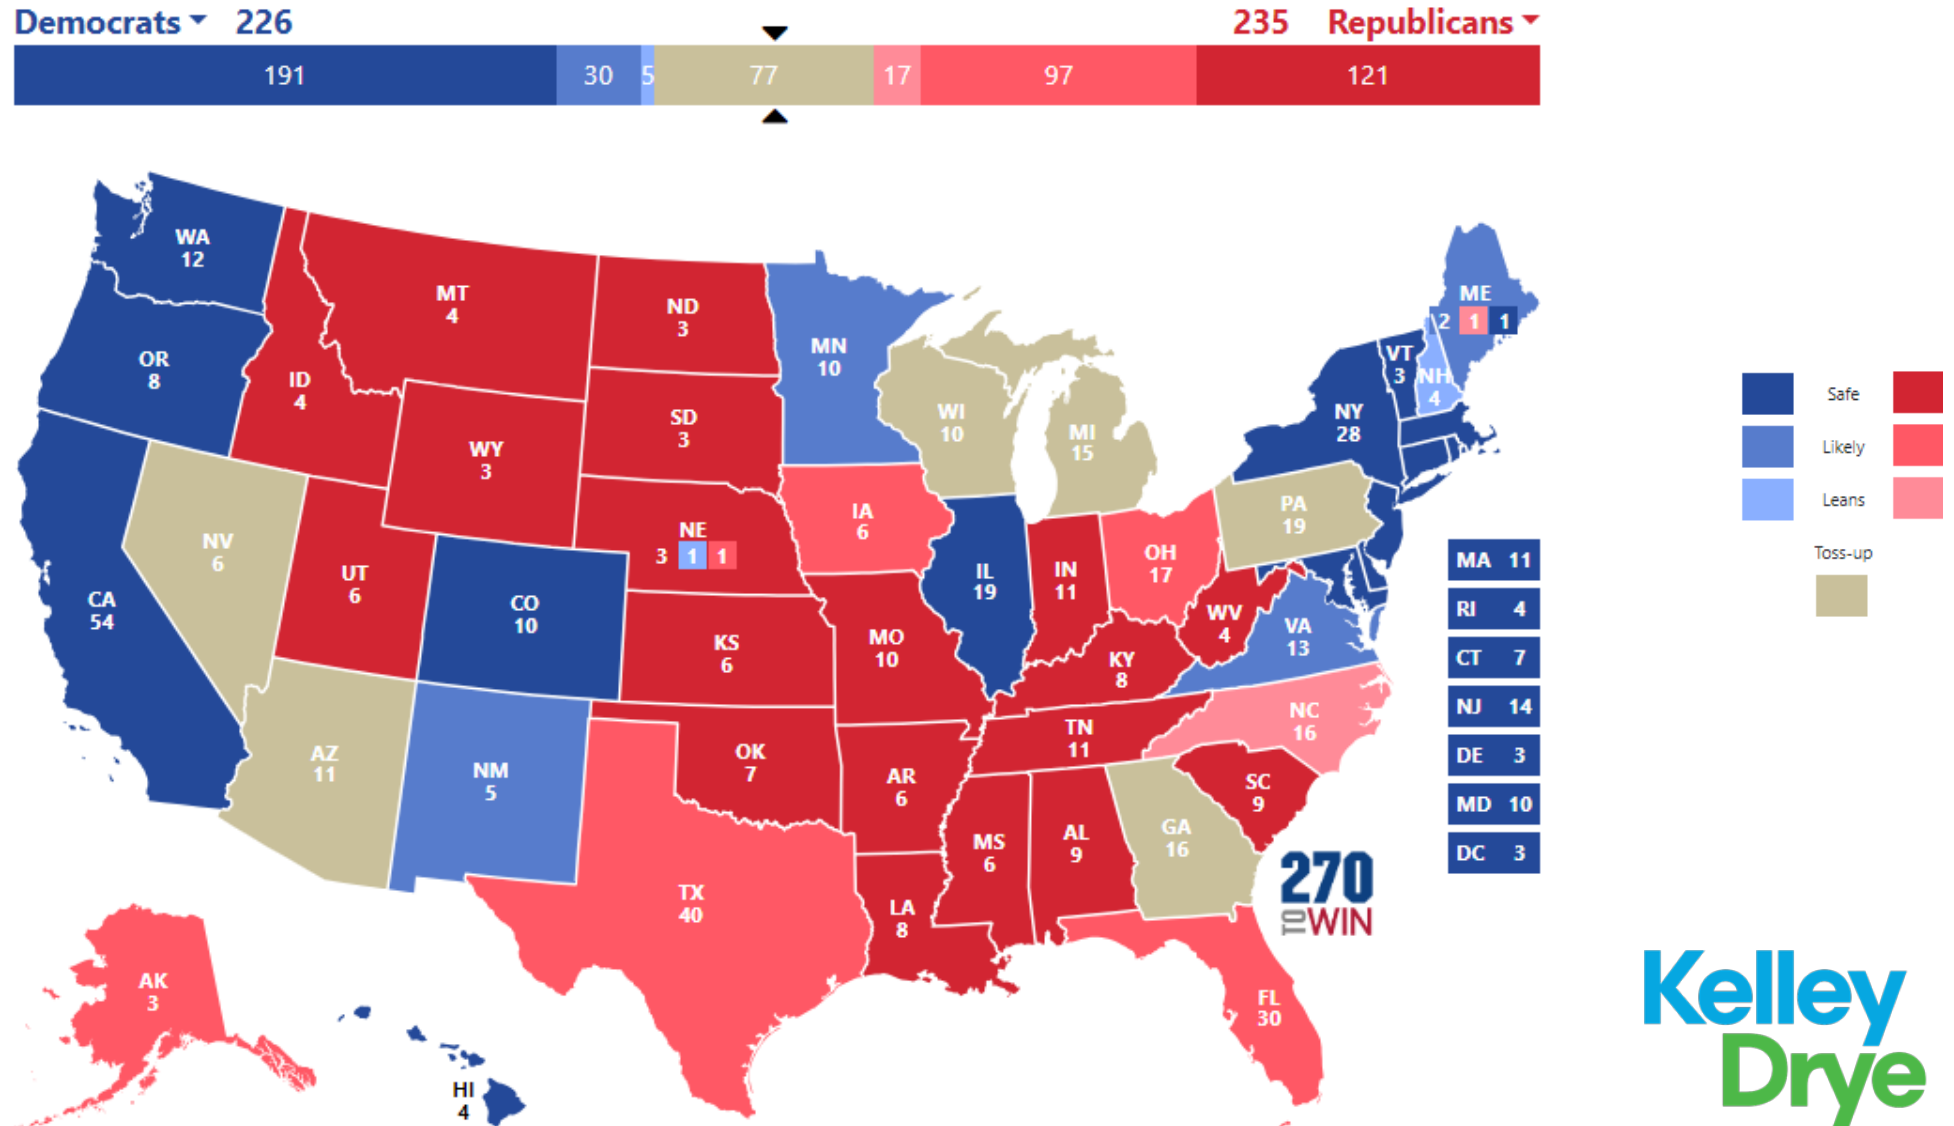 Democrats 226
235 Republicans
191 30 5 77 17 97 121
WA
12
OR
8
CA
54
NV
6
ID
4
MT
4
WY
3
UT
6
AZ
11
CO
10
NM
5
ND
3
SD
3
NE
3 1 1
KS
6
OK
7
TX
40
MN
10
IA
6
MO
10
AR
6
LA
8
WI
10
IL
19
MI
15
IN
11
OH
17
KY
8
TN
11
MS
6
AL
9
GA
16
FL
30
SC
9
NC
16
VA
13
WV
4
PA
19
NY
28
VT
3
NH
4
ME
2 1 1
AK
3
HI
4
MA 11
RI 4
CT 7
NJ 14
DE 3
MD 10
DC 3
Safe
Likely
Leans
Toss-up
270
TO WIN
Kelley
Drye